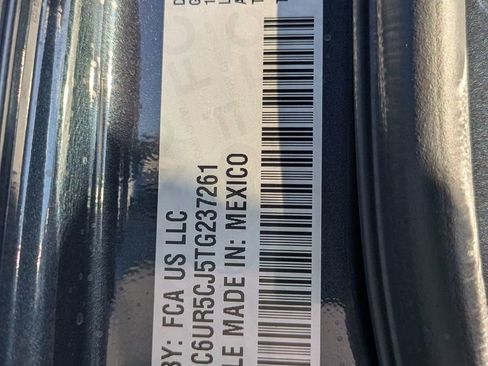 BY: FCA US LLC
C6UR5CJ5TG237261
LE MADE IN: MEXICO